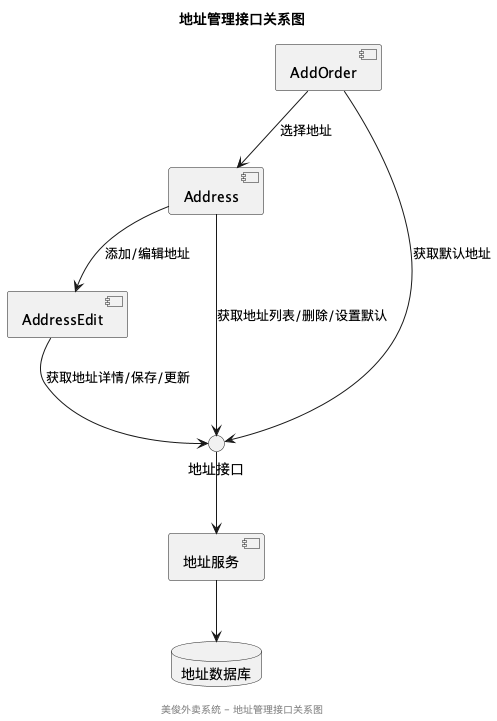 地址管理接口关系图
AddOrder
选择地址
Address
添加/编辑地址
获取默认地址
AddressEdit
获取地址列表/删除/设置默认
获取地址详情/保存/更新
地址接口
地址服务
地址数据库
美俊外卖系统 - 地址管理接口关系图